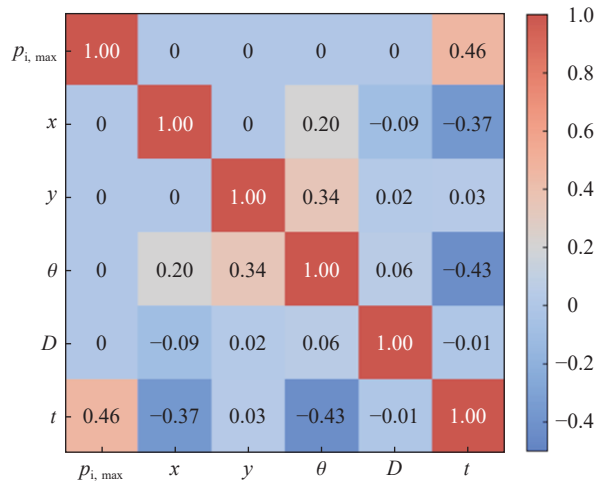 p_i, max 1.00 0 0 0 0 0.46
x 0 1.00 0 0.20 −0.09 −0.37
y 0 0 1.00 0.34 0.02 0.03
θ 0 0.20 0.34 1.00 0.06 −0.43
D 0 −0.09 0.02 0.06 1.00 −0.01
t 0.46 −0.37 0.03 −0.43 −0.01 1.00
p_i, max x y θ D t
1.0
0.8
0.6
0.4
0.2
0
−0.2
−0.4